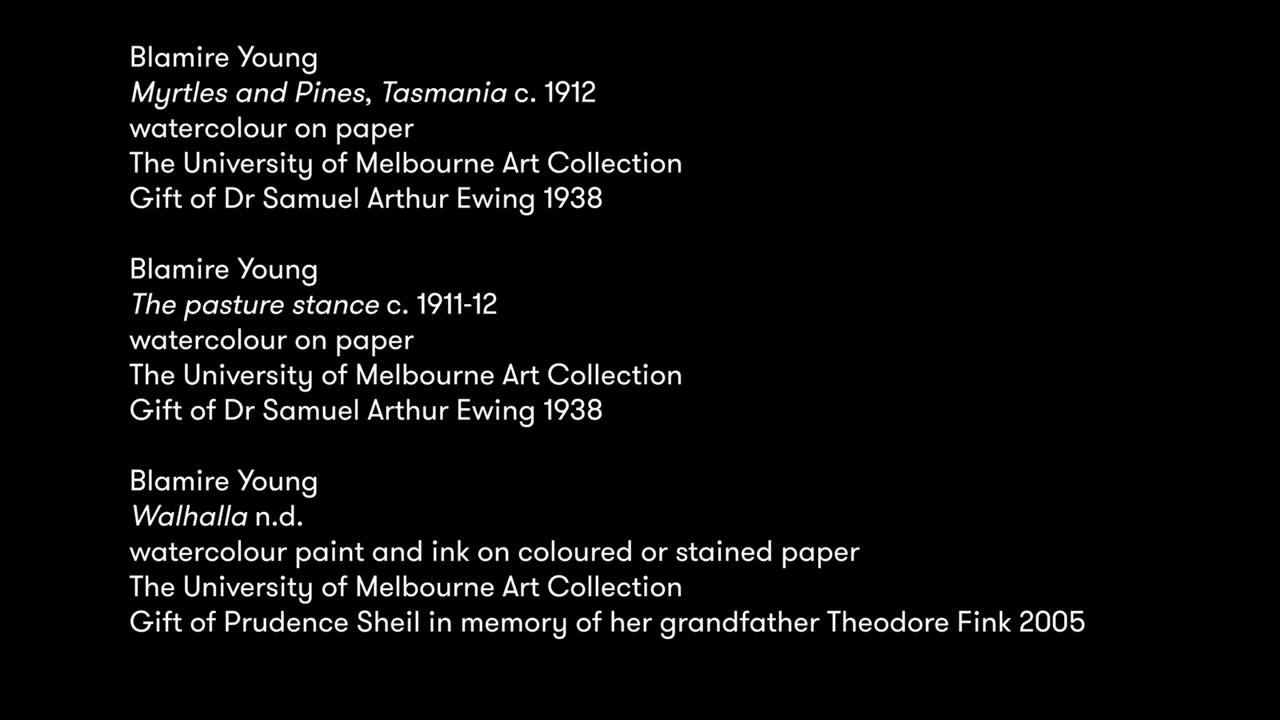 Blamire Young
Myrtles and Pines, Tasmania c. 1912
watercolour on paper
The University of Melbourne Art Collection
Gift of Dr Samuel Arthur Ewing 1938
Blamire Young
The pasture stance c. 1911-12
watercolour on paper
The University of Melbourne Art Collection
Gift of Dr Samuel Arthur Ewing 1938
Blamire Young
Walhalla n.d.
watercolour paint and ink on coloured or stained paper
The University of Melbourne Art Collection
Gift of Prudence Sheil in memory of her grandfather Theodore Fink 2005